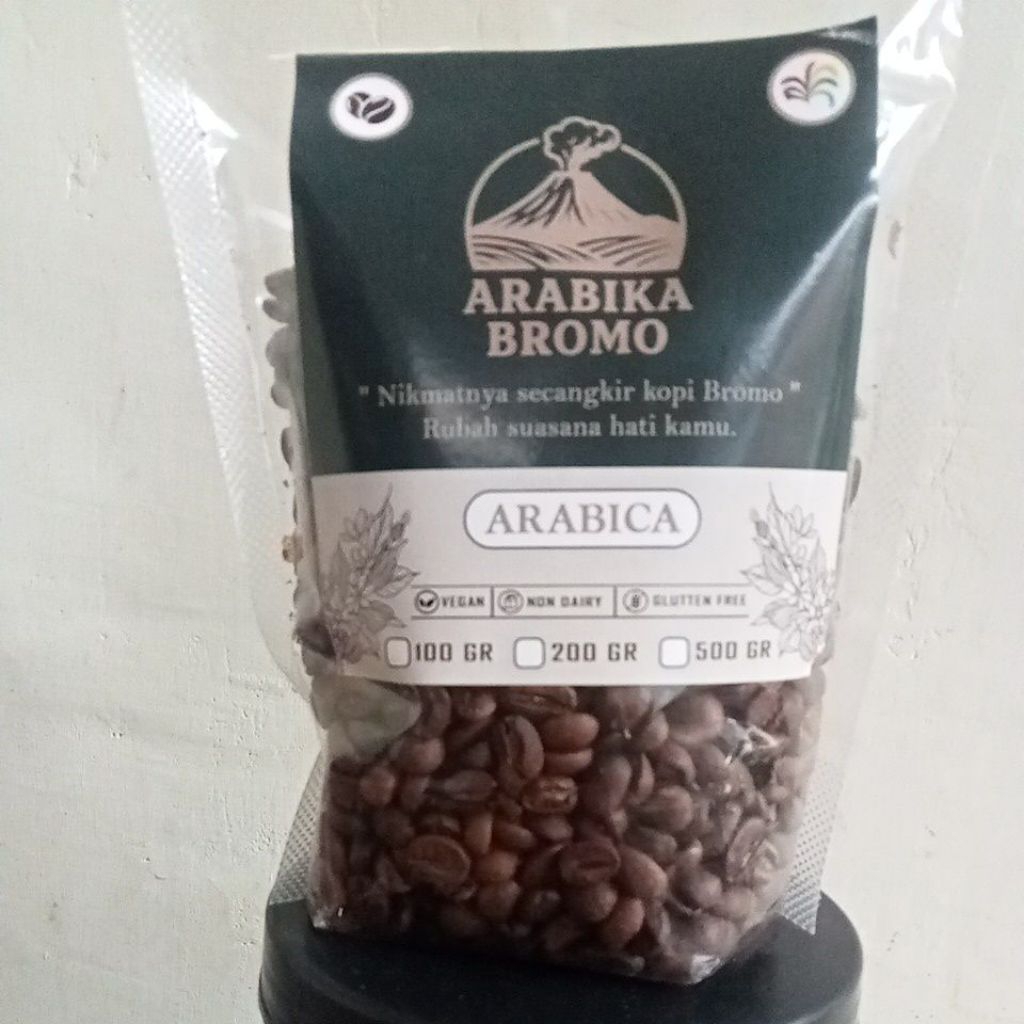 ARABIKA
BROMO
" Nikmatnya secangkir kopi Bromo "
Rubah suasana hati kamu.
ARABICA
VEGAN NON DAIRY GLUTTEN FREE
100 GR 200 GR 500 GR